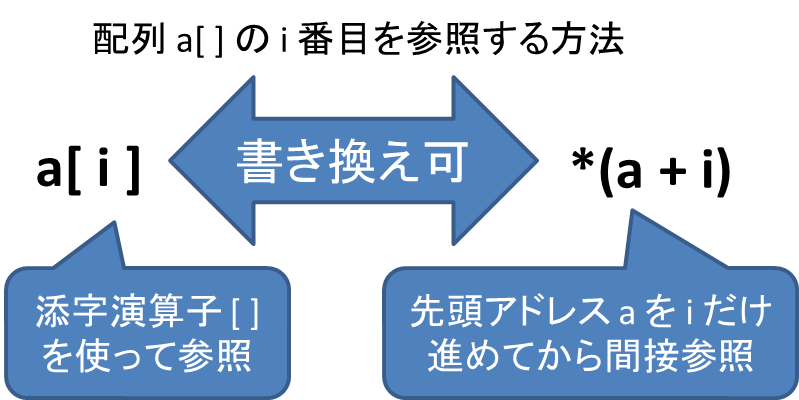 配列 a[ ] の i 番目を参照する方法
a[ i ]
書き換え可
*(a + i)
添字演算子 [ ]
を使って参照
先頭アドレス a を i だけ
進めてから間接参照